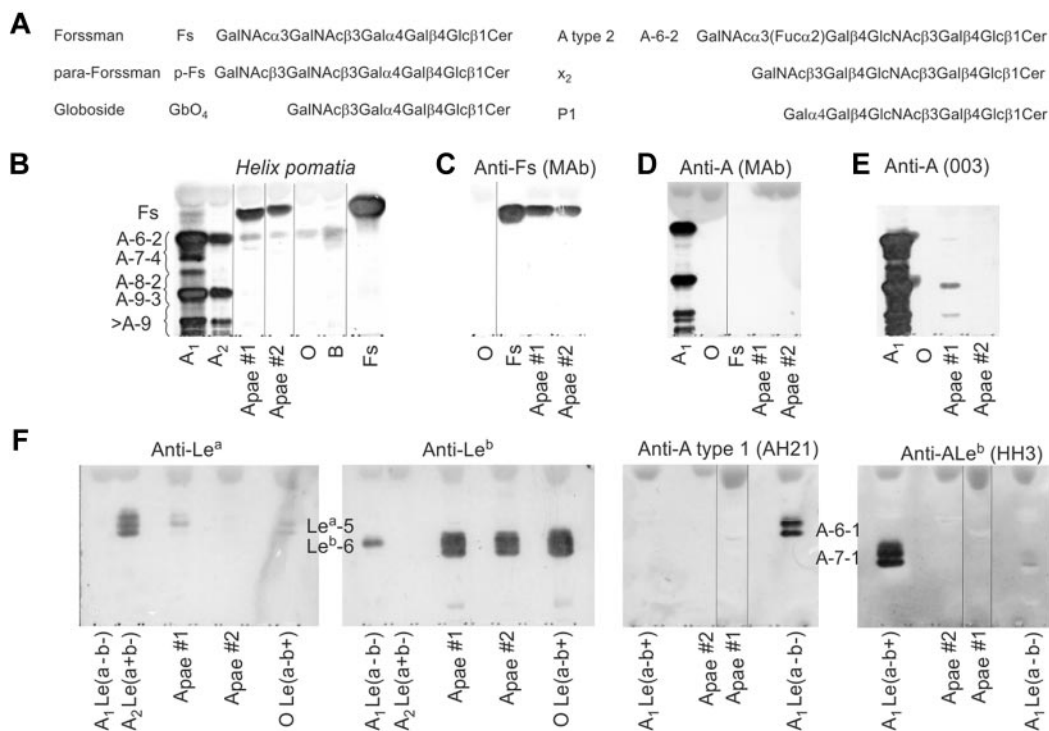 A
Forssman Fs GalNAcα3GalNAcβ3Galα4Galβ4Glcβ1Cer A type 2 A-6-2 GalNAcα3(Fucα2)Galβ4GlcNAcβ3Galβ4Glcβ1Cer
para-Forssman p-Fs GalNAcβ3GalNAcβ3Galα4Galβ4Glcβ1Cer x₂ GalNAcβ3Galβ4GlcNAcβ3Galβ4Glcβ1Cer
Globoside GbO₄ GalNAcβ3Galα4Galβ4Glcβ1Cer P1 Galα4Galβ4GlcNAcβ3Galβ4Glcβ1Cer
B Helix pomatia
Fs
A-6-2
A-7-4
A-8-2
A-9-3
>A-9
A₁ A₂ Apae #1 Apae #2 O B Fs
C Anti-Fs (MAb)
O Fs Apae #1 Apae #2
D Anti-A (MAb)
A₁ O Fs Apae #1 Apae #2
E Anti-A (003)
A₁ O Apae #1 Apae #2
F
Anti-Leᵃ
A₁ Le(a-b-) A₂ Le(a+b-) Apae #1 Apae #2 O Le(a-b+)
Leᵃ-5
Leᵇ-6
Anti-Leᵇ
A₁ Le(a-b+) A₂ Le(a+b-) Apae #1 Apae #2 O Le(a-b+)
Anti-A type 1 (AH21)
A₁ Le(a-b+) Apae #2 Apae #1 A₁ Le(a-b-)
A-6-1
A-7-1
Anti-ALeᵇ (HH3)
A₁ Le(a-b+) Apae #2 Apae #1 A₁ Le(a-b-)